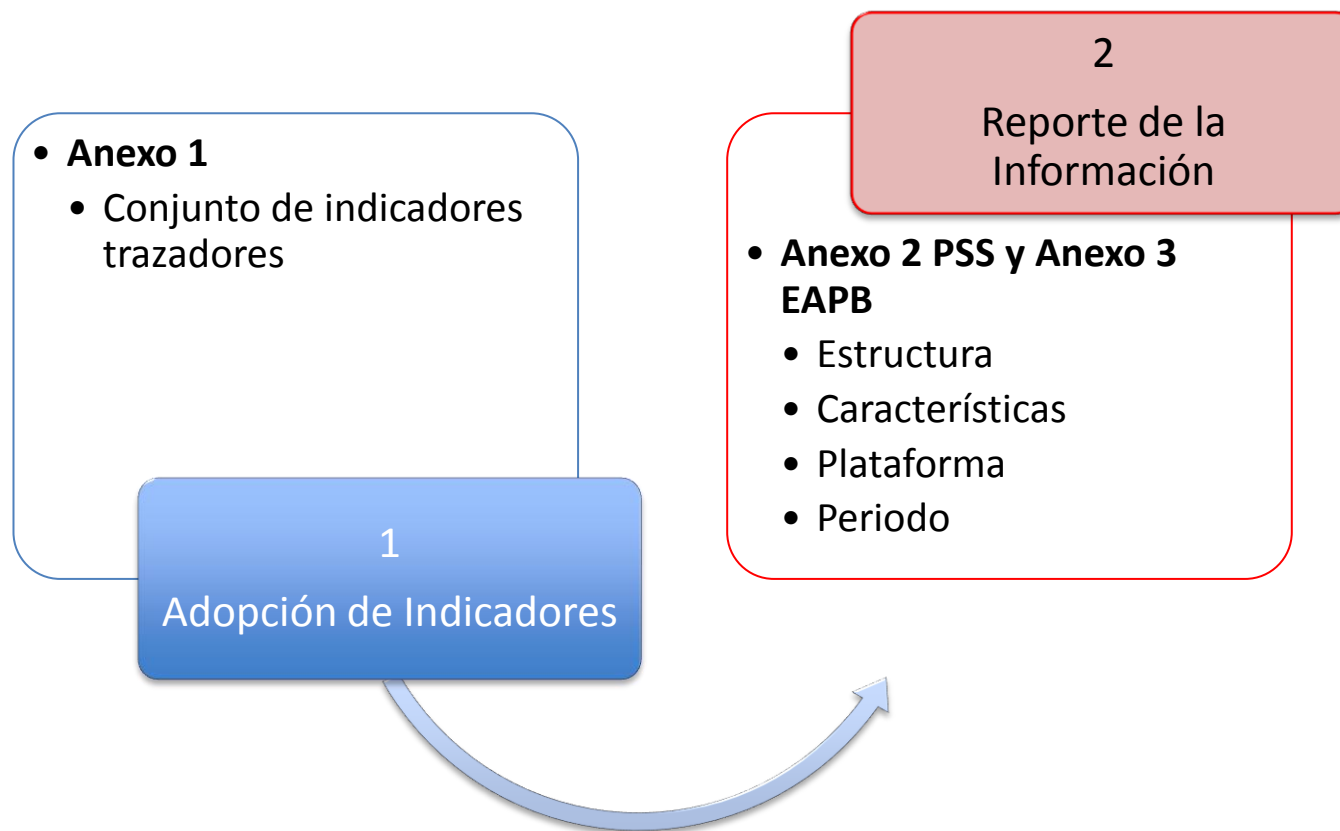 • Anexo 1
• Conjunto de indicadores
trazadores
1
Adopción de Indicadores
2
Reporte de la
Información
• Anexo 2 PSS y Anexo 3
EAPB
• Estructura
• Características
• Plataforma
• Periodo